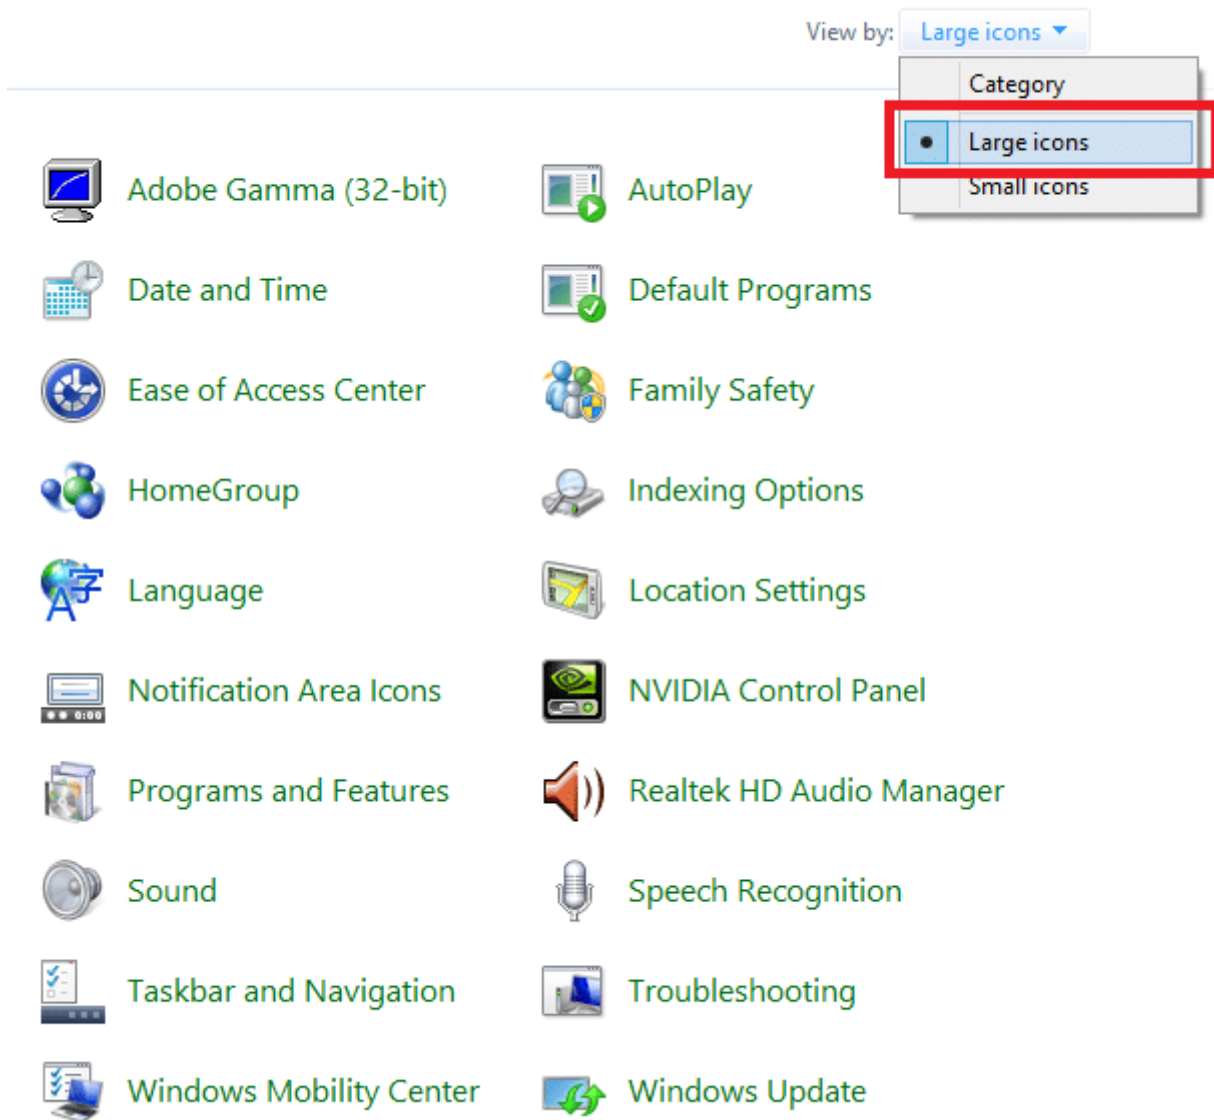 View by: Large icons
Category
Large icons
Small icons
Adobe Gamma (32-bit)
AutoPlay
Date and Time
Default Programs
Ease of Access Center
Family Safety
HomeGroup
Indexing Options
Language
Location Settings
Notification Area Icons
NVIDIA Control Panel
Programs and Features
Realtek HD Audio Manager
Sound
Speech Recognition
Taskbar and Navigation
Troubleshooting
Windows Mobility Center
Windows Update